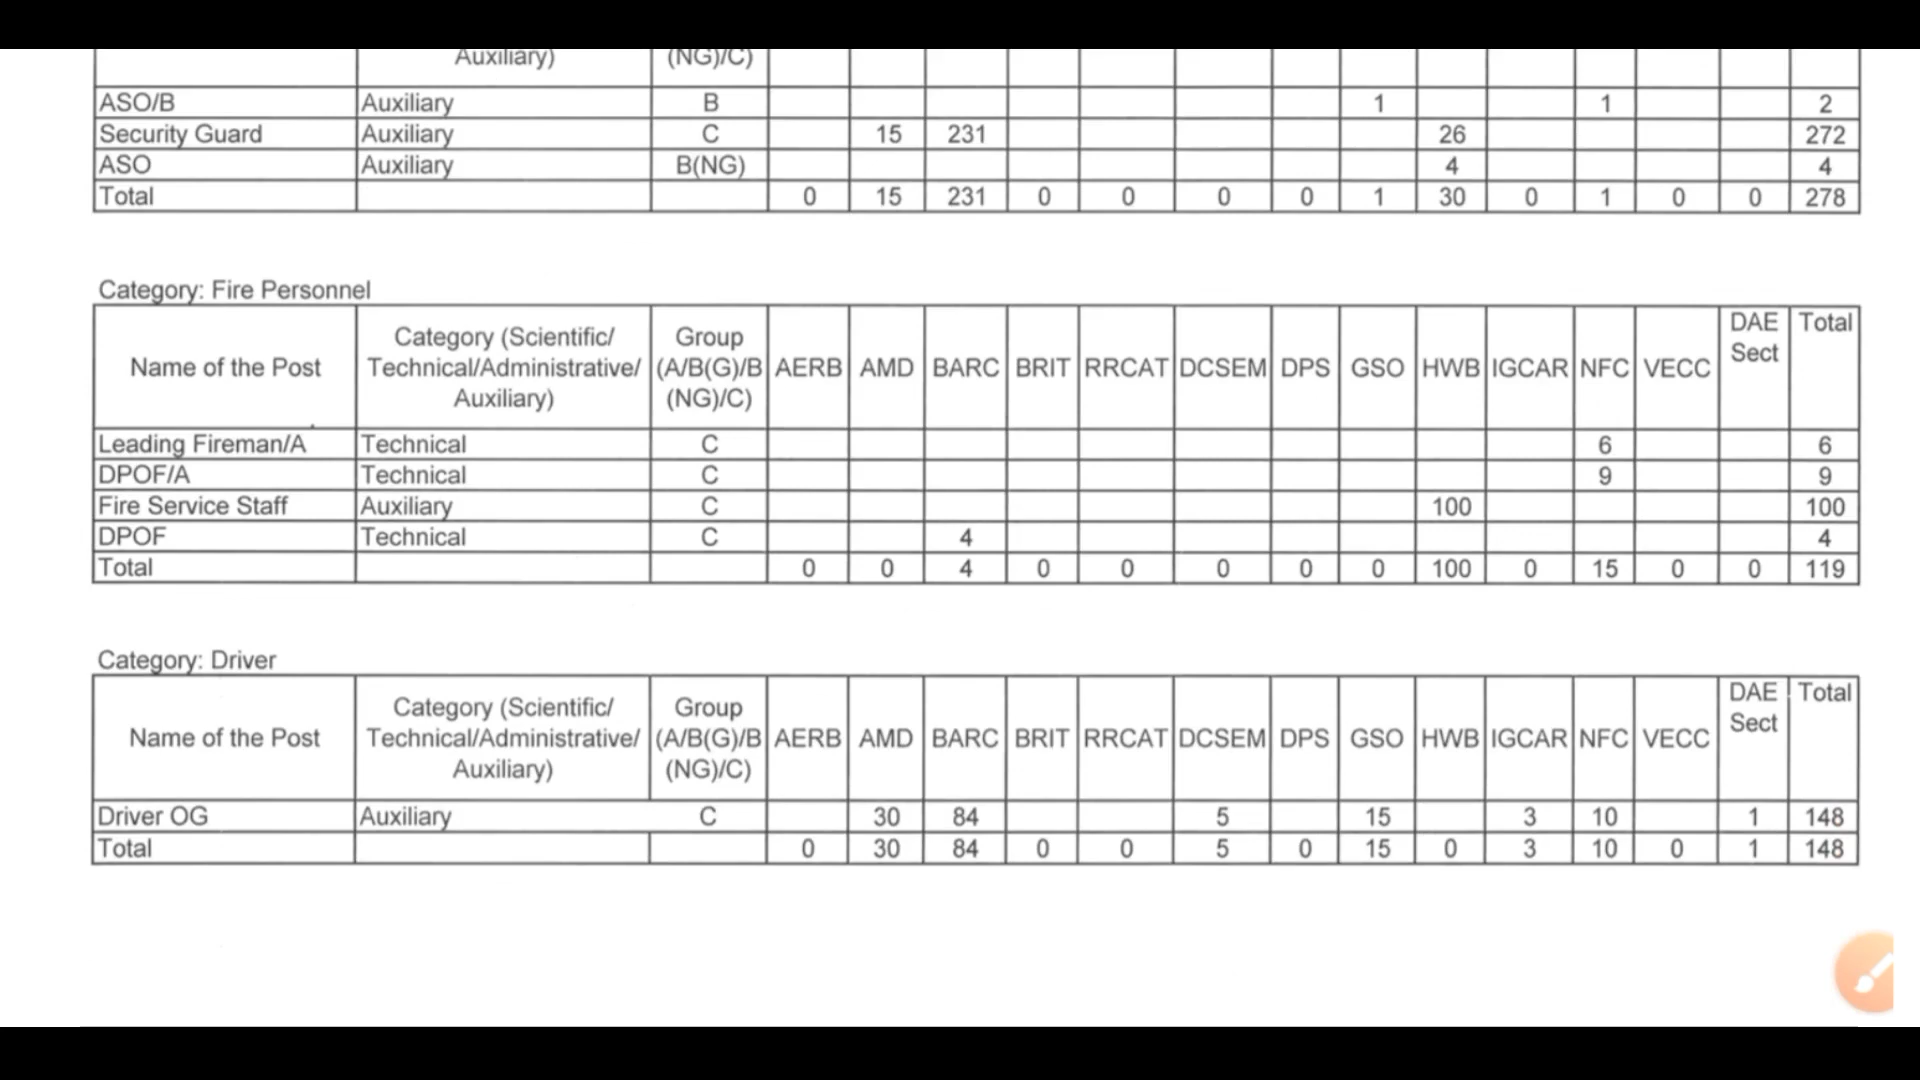 Auxiliary) (NG)/C)
ASO/B Auxiliary B 1 1 2
Security Guard Auxiliary C 15 231 26 272
ASO Auxiliary B(NG) 4 4
Total 0 15 231 0 0 0 0 1 30 0 1 0 0 278
Category: Fire Personnel
Name of the Post Category (Scientific/ Technical/Administrative/ Auxiliary) Group (A/B(G)/B (NG)/C) AERB AMD BARC BRIT RRCAT DCSEM DPS GSO HWB IGCAR NFC VECC DAE Sect Total
Leading Fireman/A Technical C 6 6
DPOF/A Technical C 9 9
Fire Service Staff Auxiliary C 100 100
DPOF Technical C 4 4
Total 0 0 4 0 0 0 0 0 100 0 15 0 0 119
Category: Driver
Name of the Post Category (Scientific/ Technical/Administrative/ Auxiliary) Group (A/B(G)/B (NG)/C) AERB AMD BARC BRIT RRCAT DCSEM DPS GSO HWB IGCAR NFC VECC DAE Sect Total
Driver OG Auxiliary C 30 84 5 15 3 10 1 148
Total 0 30 84 0 0 5 0 15 0 3 10 0 1 148